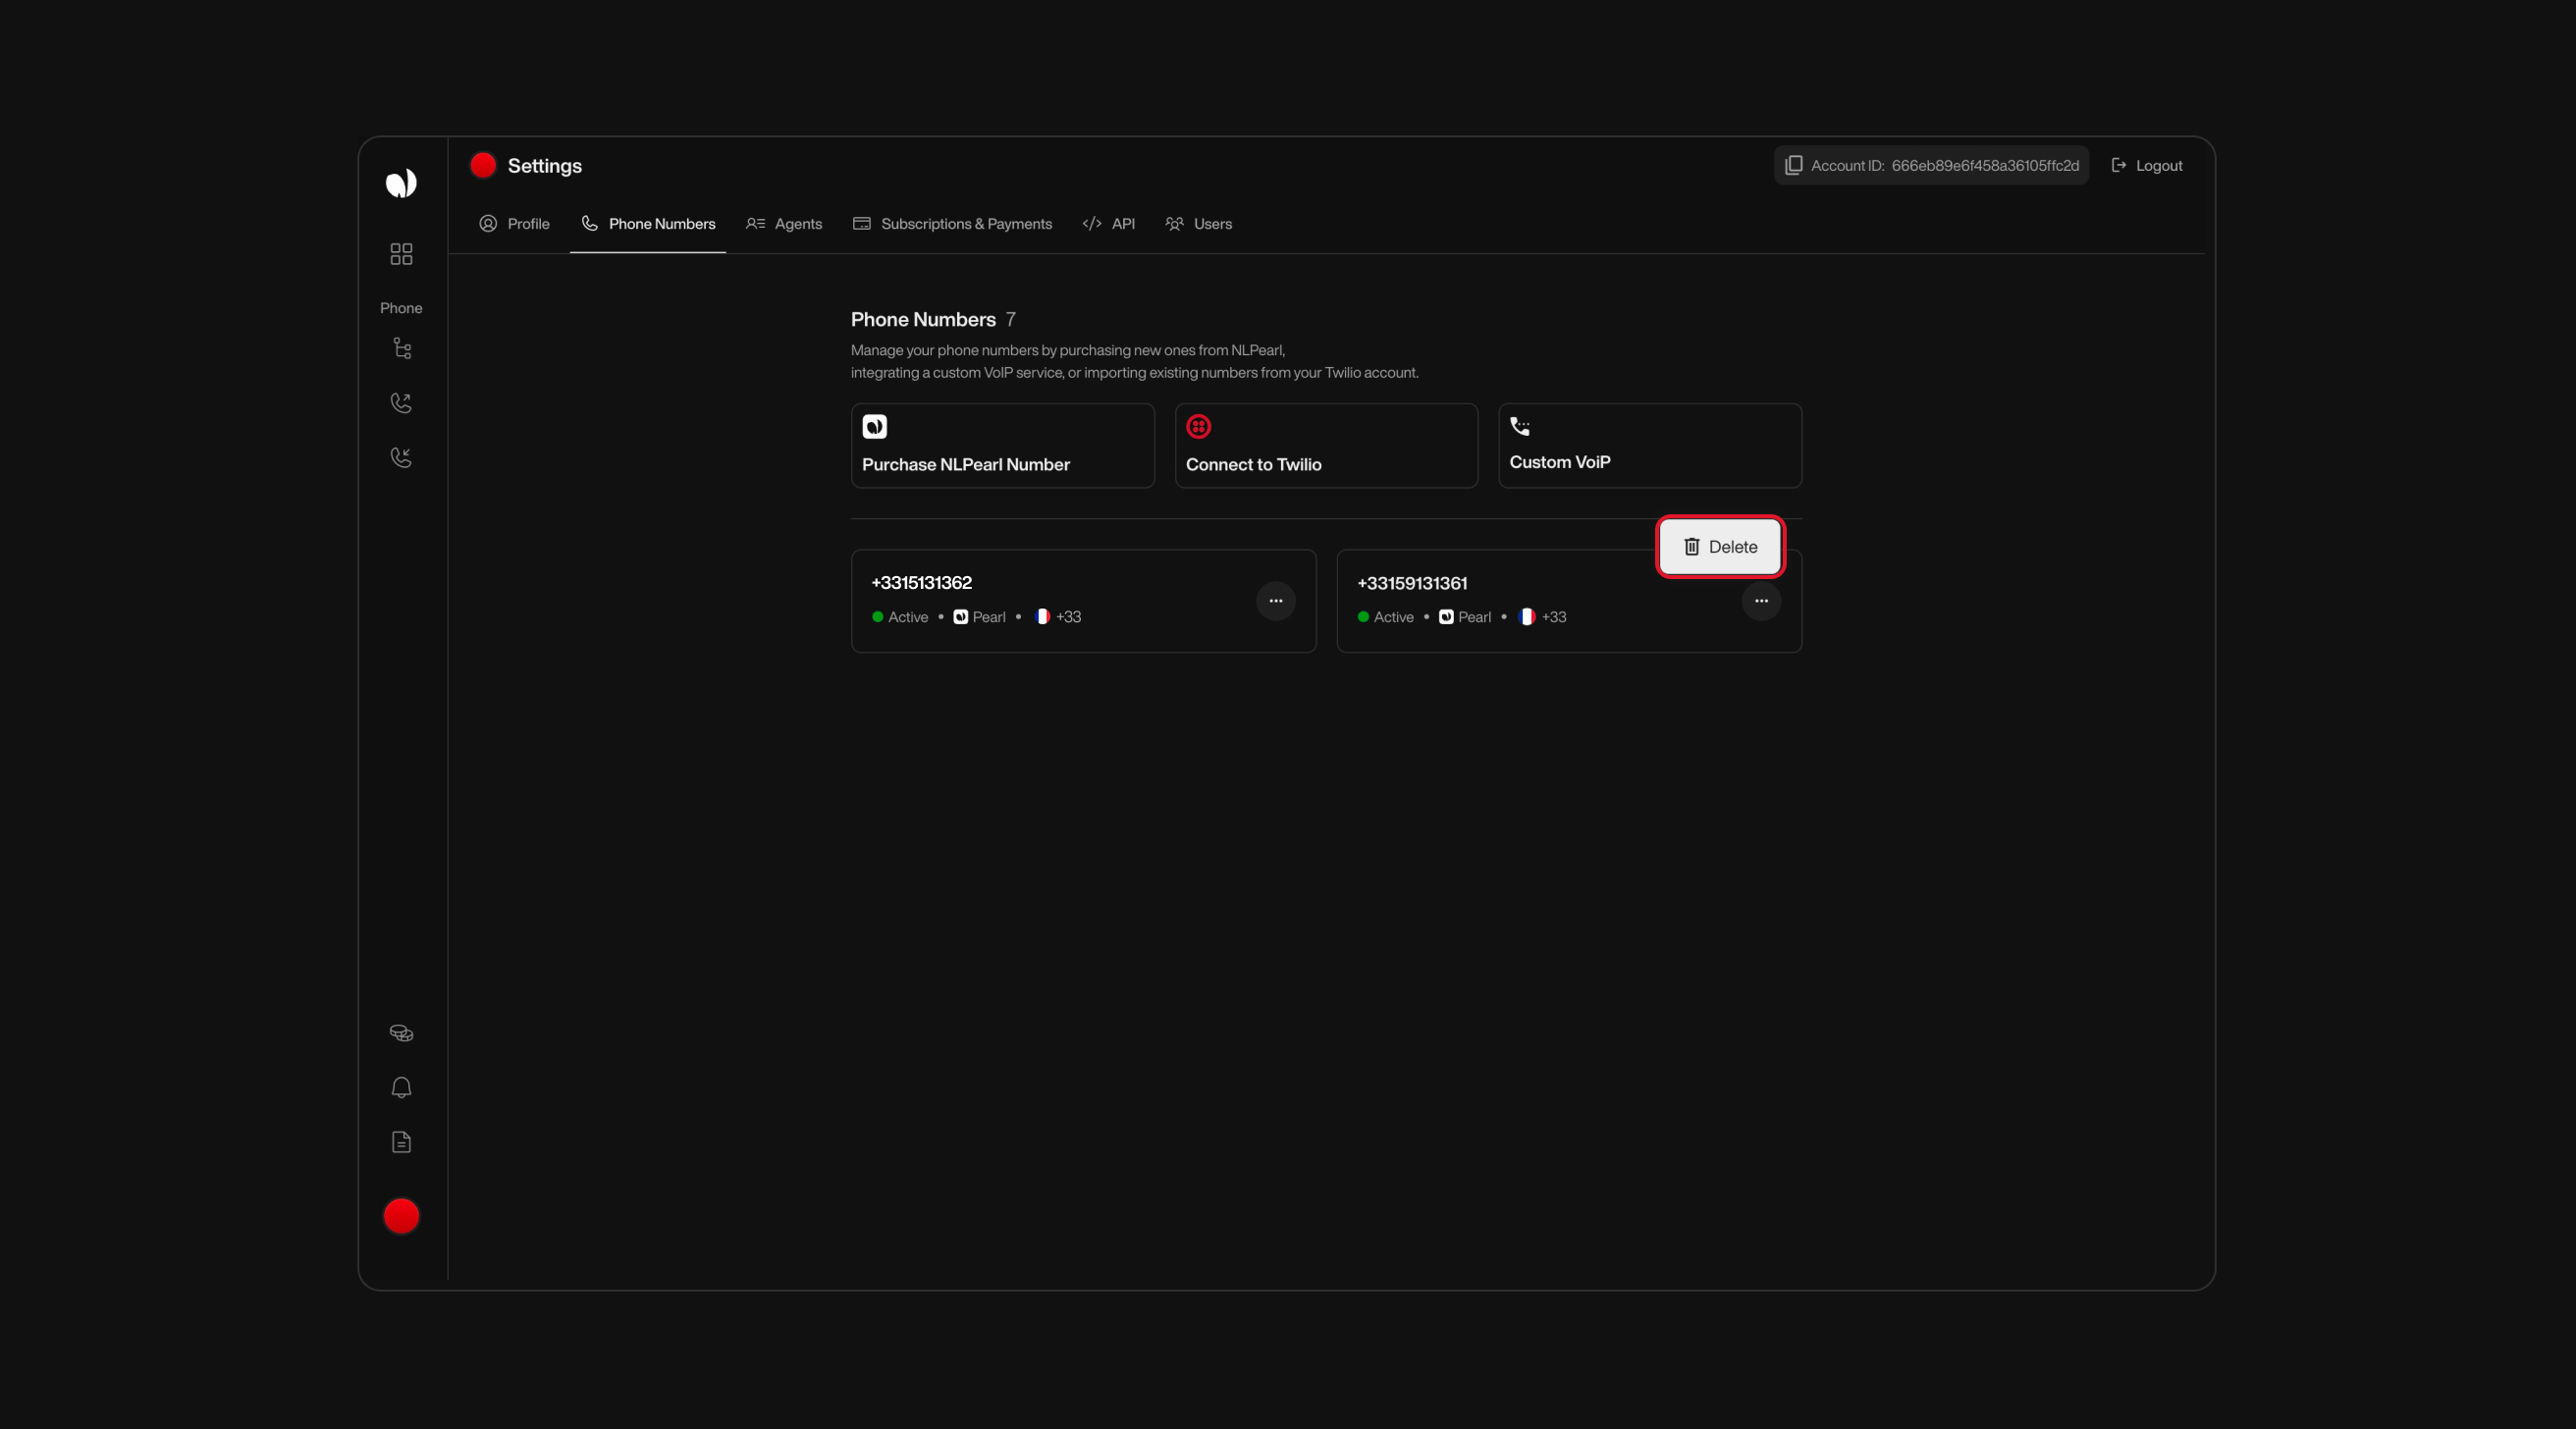 Settings
Account ID: 666eb89e6f458a36105ffc2d
Logout
Profile
Phone Numbers
Agents
Subscriptions & Payments
</> API
Users
Phone
Phone Numbers 7
Manage your phone numbers by purchasing new ones from NLPearl,
integrating a custom VoIP service, or importing existing numbers from your Twilio account.
Purchase NLPearl Number
Connect to Twilio
Custom VoiP
Delete
+3315131362
Active • Pearl • +33
+33159131361
Active • Pearl • +33